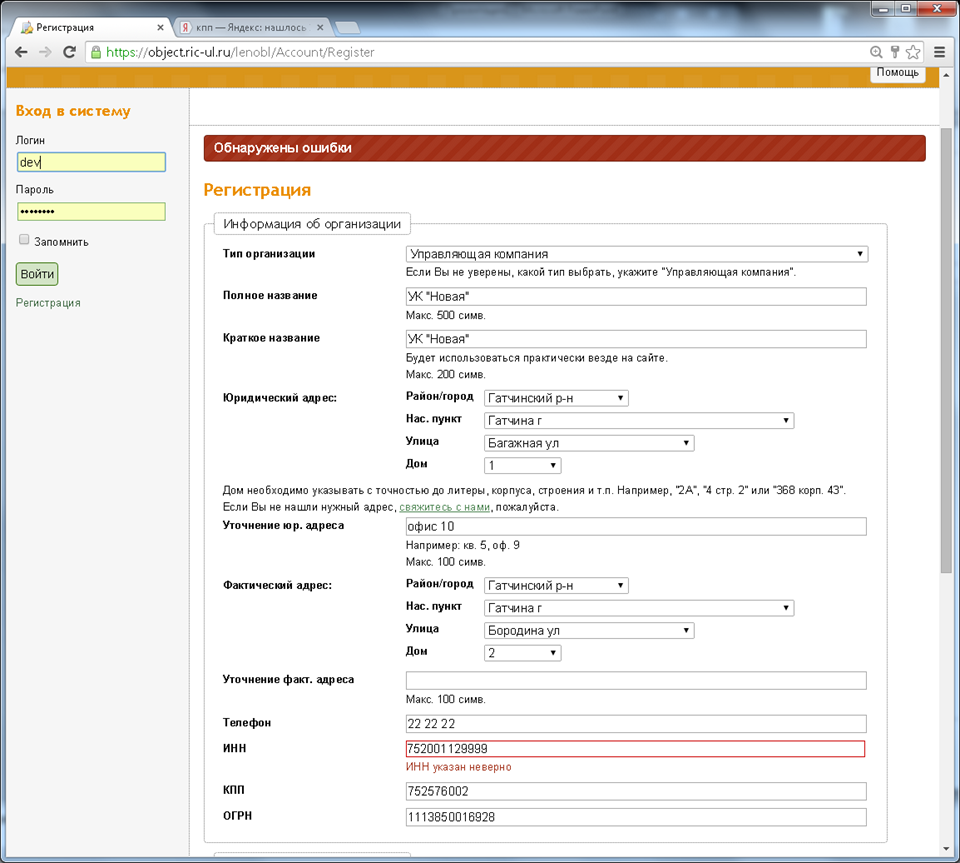 Регистрация
кпп — Яндекс: нашлось
https://object.ric-ul.ru/lenobl/Account/Register
Помощь
Вход в систему
Логин
dev
Пароль
••••••••
Запомнить
Войти
Регистрация
Обнаружены ошибки
Регистрация
Информация об организации
Тип организации
Управляющая компания
Если Вы не уверены, какой тип выбрать, укажите "Управляющая компания".
Полное название
УК "Новая"
Макс. 500 симв.
Краткое название
УК "Новая"
Будет использоваться практически везде на сайте.
Макс. 200 симв.
Юридический адрес:
Район/город
Гатчинский р-н
Нас. пункт
Гатчина г
Улица
Багажная ул
Дом
1
Дом необходимо указывать с точностью до литеры, корпуса, строения и т.п. Например, "2А", "4 стр. 2" или "368 корп. 43".
Если Вы не нашли нужный адрес, свяжитесь с нами, пожалуйста.
Уточнение юр. адреса
офис 10
Например: кв. 5, оф. 9
Макс. 100 симв.
Фактический адрес:
Район/город
Гатчинский р-н
Нас. пункт
Гатчина г
Улица
Бородина ул
Дом
2
Уточнение факт. адреса
Макс. 100 симв.
Телефон
22 22 22
ИНН
752001129999
ИНН указан неверно
КПП
752576002
ОГРН
1113850016928